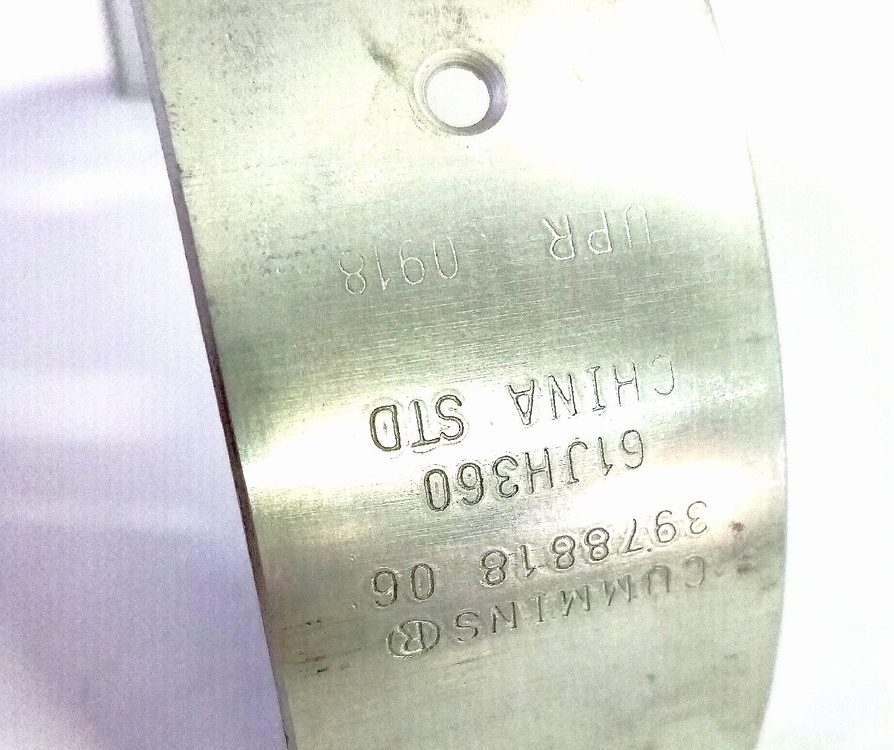 CUMMINS®
3978818 06
61JH360
CHINA STD
UPR 0918